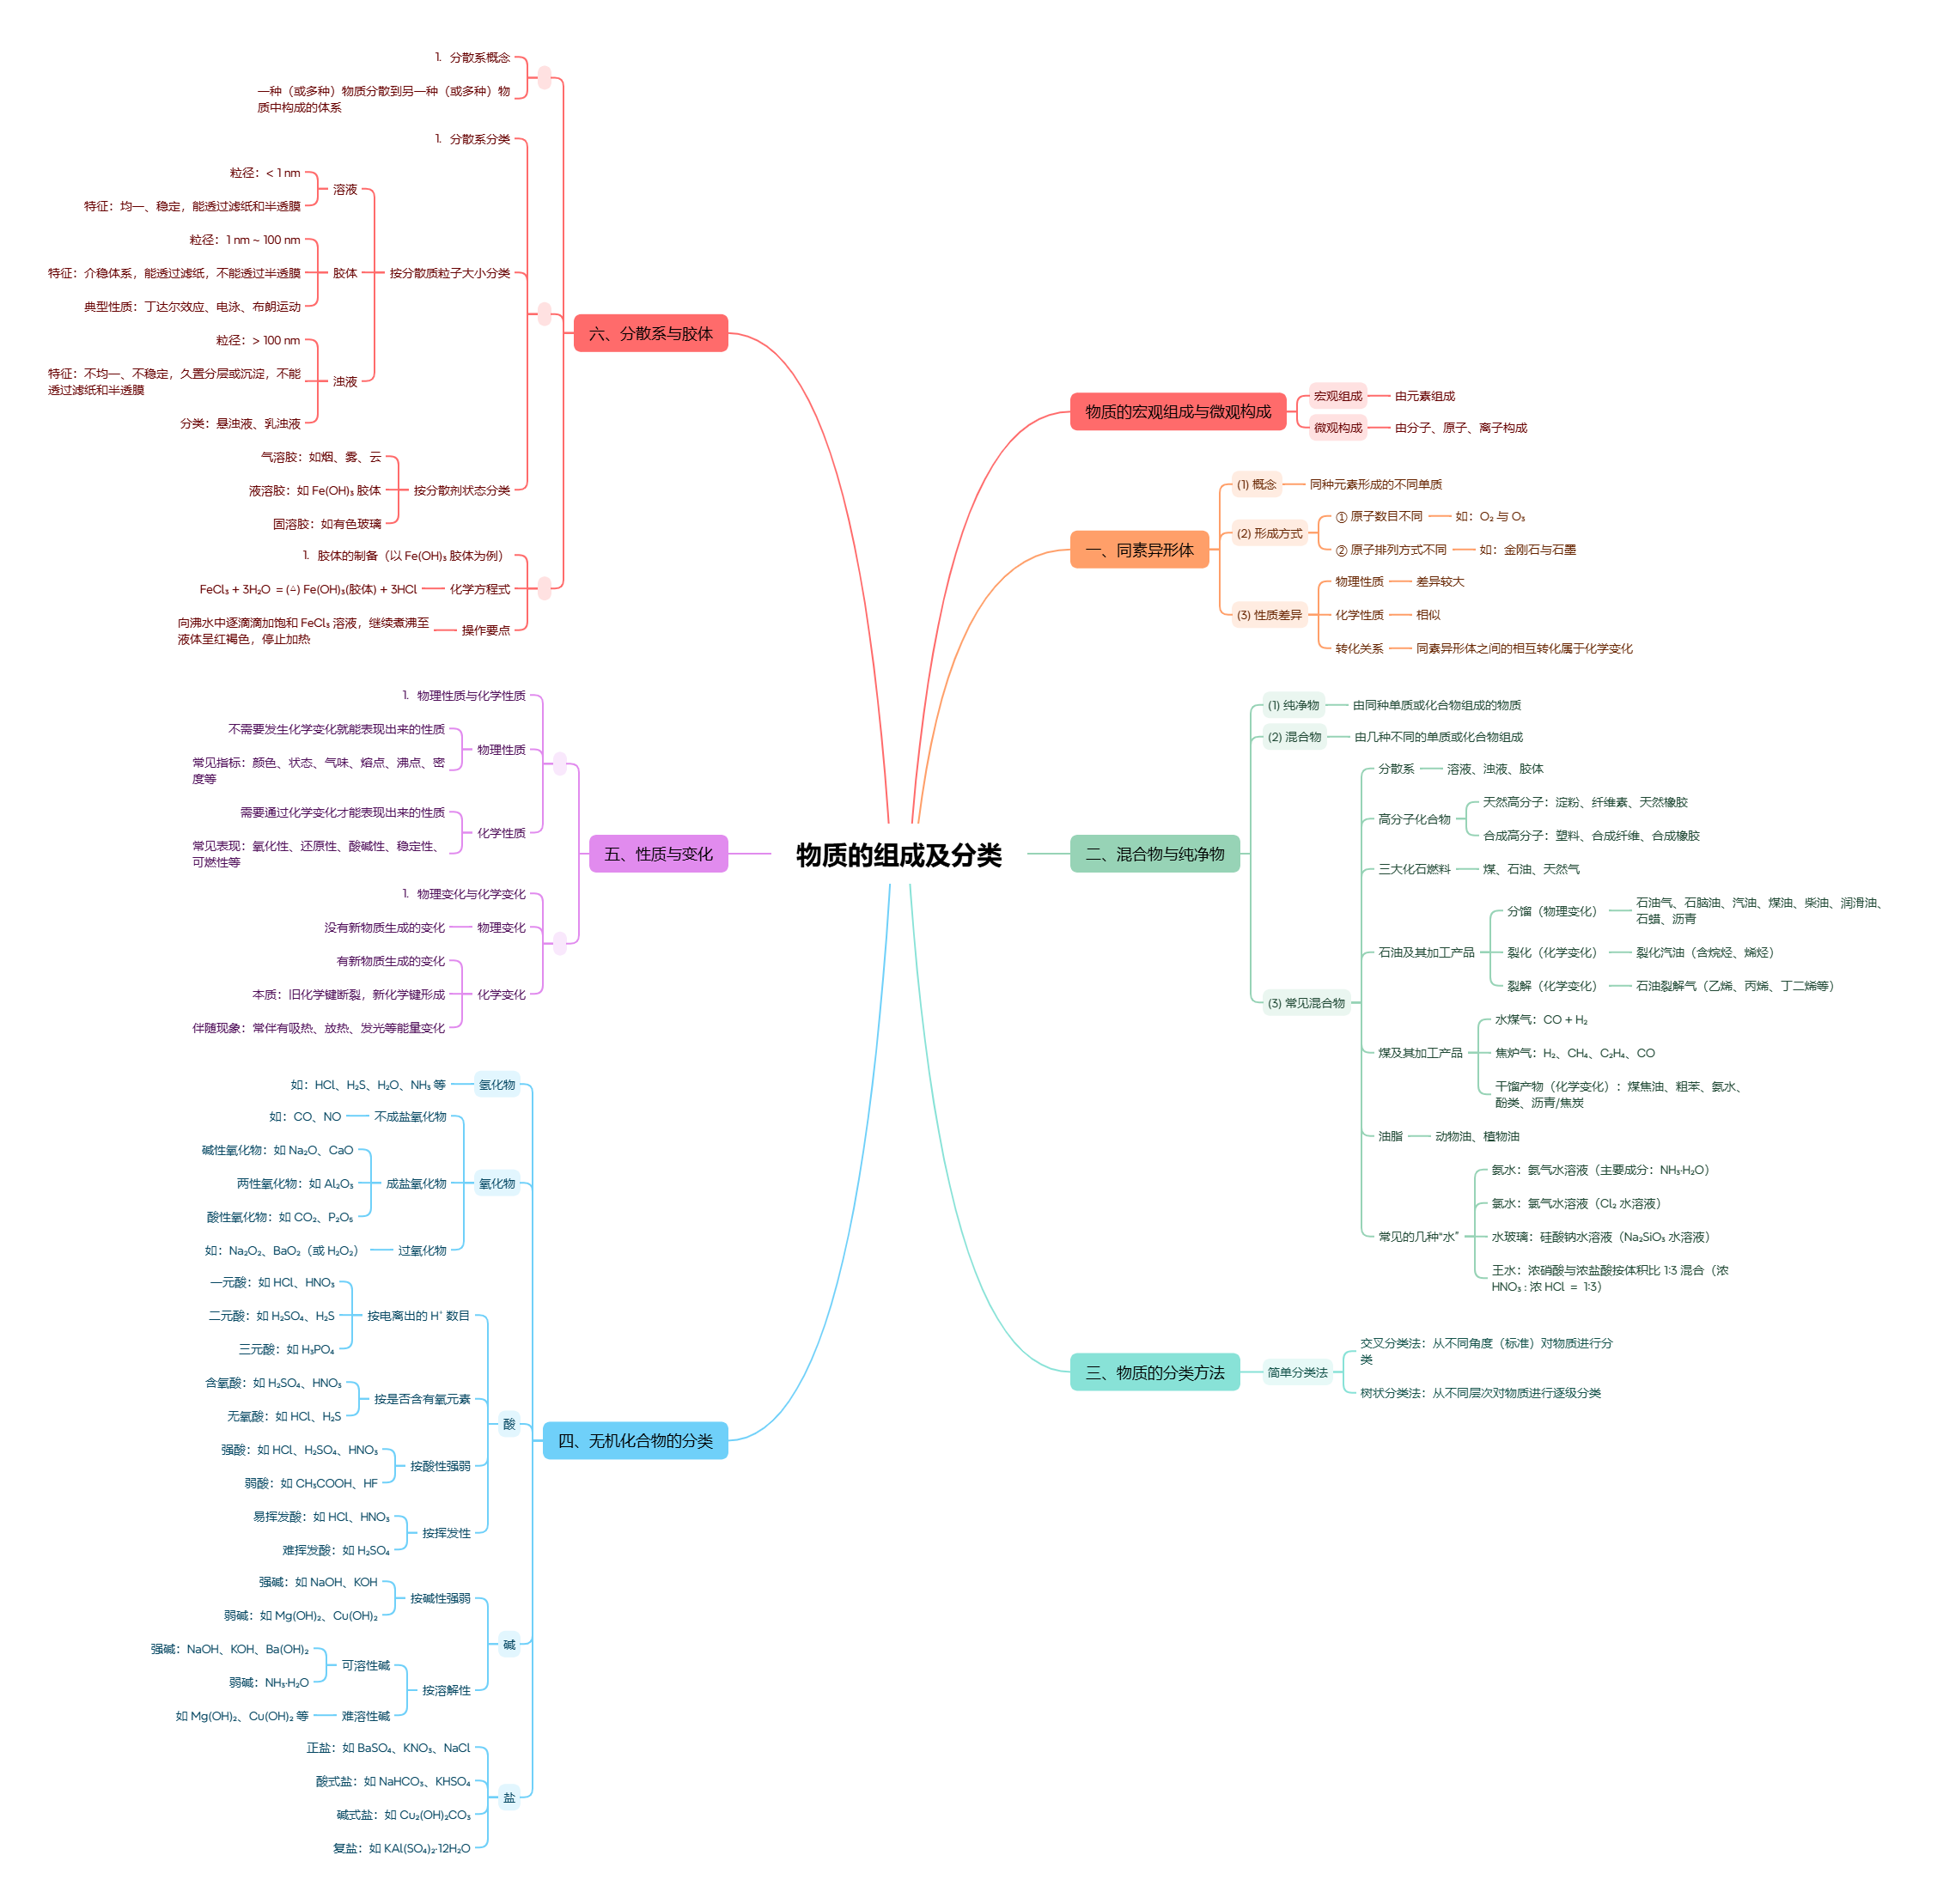 物质的组成及分类
物质的宏观组成与微观构成
宏观组成
由元素组成
微观构成
由分子、原子、离子构成
一、同素异形体
(1) 概念
同种元素形成的不同单质
(2) 形成方式
① 原子数目不同
如：O₂ 与 O₃
② 原子排列方式不同
如：金刚石与石墨
(3) 性质差异
物理性质
差异较大
化学性质
相似
转化关系
同素异形体之间的相互转化属于化学变化
二、混合物与纯净物
(1) 纯净物
由同种单质或化合物组成的物质
(2) 混合物
由几种不同的单质或化合物组成
(3) 常见混合物
分散系
溶液、浊液、胶体
高分子化合物
天然高分子：淀粉、纤维素、天然橡胶
合成高分子：塑料、合成纤维、合成橡胶
三大化石燃料
煤、石油、天然气
石油及其加工产品
分馏（物理变化）
石油气、石脑油、汽油、煤油、柴油、润滑油、
石蜡、沥青
裂化（化学变化）
裂化汽油（含烷烃、烯烃）
裂解（化学变化）
石油裂解气（乙烯、丙烯、丁二烯等）
煤及其加工产品
水煤气：CO + H₂
焦炉气：H₂、CH₄、C₂H₄、CO
干馏产物（化学变化）：煤焦油、粗苯、氨水、
酚类、沥青/焦炭
油脂
动物油、植物油
常见的几种“水”
氨水：氨气水溶液（主要成分：NH₃·H₂O）
氯水：氯气水溶液（Cl₂ 水溶液）
水玻璃：硅酸钠水溶液（Na₂SiO₃ 水溶液）
王水：浓硝酸与浓盐酸按体积比 1:3 混合（浓
HNO₃ : 浓 HCl = 1:3）
三、物质的分类方法
简单分类法
交叉分类法：从不同角度（标准）对物质进行分
类
树状分类法：从不同层次对物质进行逐级分类
四、无机化合物的分类
氢化物
如：HCl、H₂S、H₂O、NH₃ 等
氧化物
不成盐氧化物
如：CO、NO
成盐氧化物
碱性氧化物：如 Na₂O、CaO
两性氧化物：如 Al₂O₃
酸性氧化物：如 CO₂、P₂O₅
过氧化物
如：Na₂O₂、BaO₂（或 H₂O₂）
酸
按电离出的 H⁺ 数目
一元酸：如 HCl、HNO₃
二元酸：如 H₂SO₄、H₂S
三元酸：如 H₃PO₄
按是否含有氧元素
含氧酸：如 H₂SO₄、HNO₃
无氧酸：如 HCl、H₂S
按酸性强弱
强酸：如 HCl、H₂SO₄、HNO₃
弱酸：如 CH₃COOH、HF
按挥发性
易挥发酸：如 HCl、HNO₃
难挥发酸：如 H₂SO₄
碱
按碱性强弱
强碱：如 NaOH、KOH
弱碱：如 Mg(OH)₂、Cu(OH)₂
按溶解性
可溶性碱
强碱：NaOH、KOH、Ba(OH)₂
弱碱：NH₃·H₂O
难溶性碱
如 Mg(OH)₂、Cu(OH)₂ 等
盐
正盐：如 BaSO₄、KNO₃、NaCl
酸式盐：如 NaHCO₃、KHSO₄
碱式盐：如 Cu₂(OH)₂CO₃
复盐：如 KAl(SO₄)₂·12H₂O
五、性质与变化
1. 物理性质与化学性质
物理性质
不需要发生化学变化就能表现出来的性质
常见指标：颜色、状态、气味、熔点、沸点、密
度等
化学性质
需要通过化学变化才能表现出来的性质
常见表现：氧化性、还原性、酸碱性、稳定性、
可燃性等
1. 物理变化与化学变化
物理变化
没有新物质生成的变化
化学变化
有新物质生成的变化
本质：旧化学键断裂，新化学键形成
伴随现象：常伴有吸热、放热、发光等能量变化
六、分散系与胶体
1. 分散系概念
一种（或多种）物质分散到另一种（或多种）物
质中构成的体系
1. 分散系分类
按分散质粒子大小分类
溶液
粒径：< 1 nm
特征：均一、稳定，能透过滤纸和半透膜
胶体
粒径：1 nm ~ 100 nm
特征：介稳体系，能透过滤纸，不能透过半透膜
典型性质：丁达尔效应、电泳、布朗运动
浊液
粒径：> 100 nm
特征：不均一、不稳定，久置分层或沉淀，不能
透过滤纸和半透膜
分类：悬浊液、乳浊液
按分散剂状态分类
气溶胶：如烟、雾、云
液溶胶：如 Fe(OH)₃ 胶体
固溶胶：如有色玻璃
1. 胶体的制备（以 Fe(OH)₃ 胶体为例）
化学方程式
FeCl₃ + 3H₂O =(△) Fe(OH)₃(胶体) + 3HCl
操作要点
向沸水中逐滴滴加饱和 FeCl₃ 溶液，继续煮沸至
液体呈红褐色，停止加热